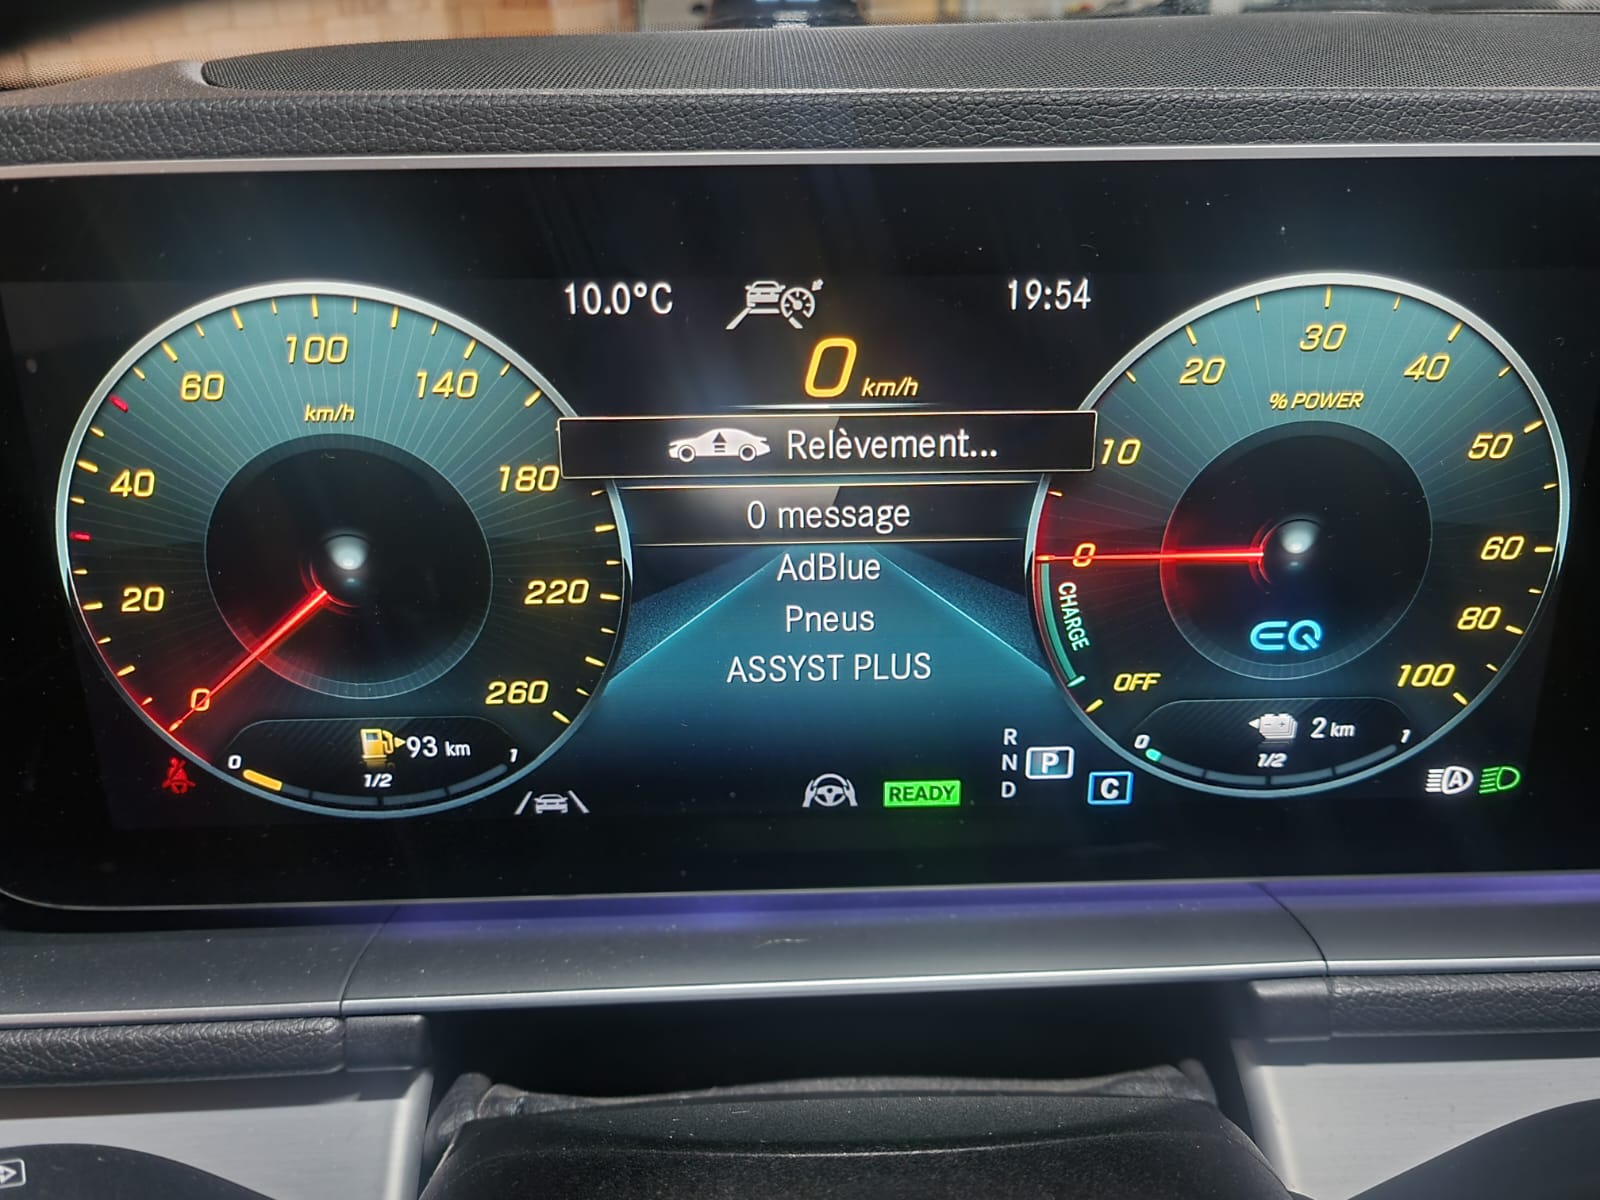 10.0°C
19:54
0 km/h
Relèvement...
0 message
AdBlue
Pneus
ASSYST PLUS
0
20
40
60
100
140
180
220
260
km/h
93 km
0
1/2
1
READY
R
N
D
P
C
% POWER
OFF
CHARGE
0
10
20
30
40
50
60
80
100
EQ
2 km
0
1/2
1
A